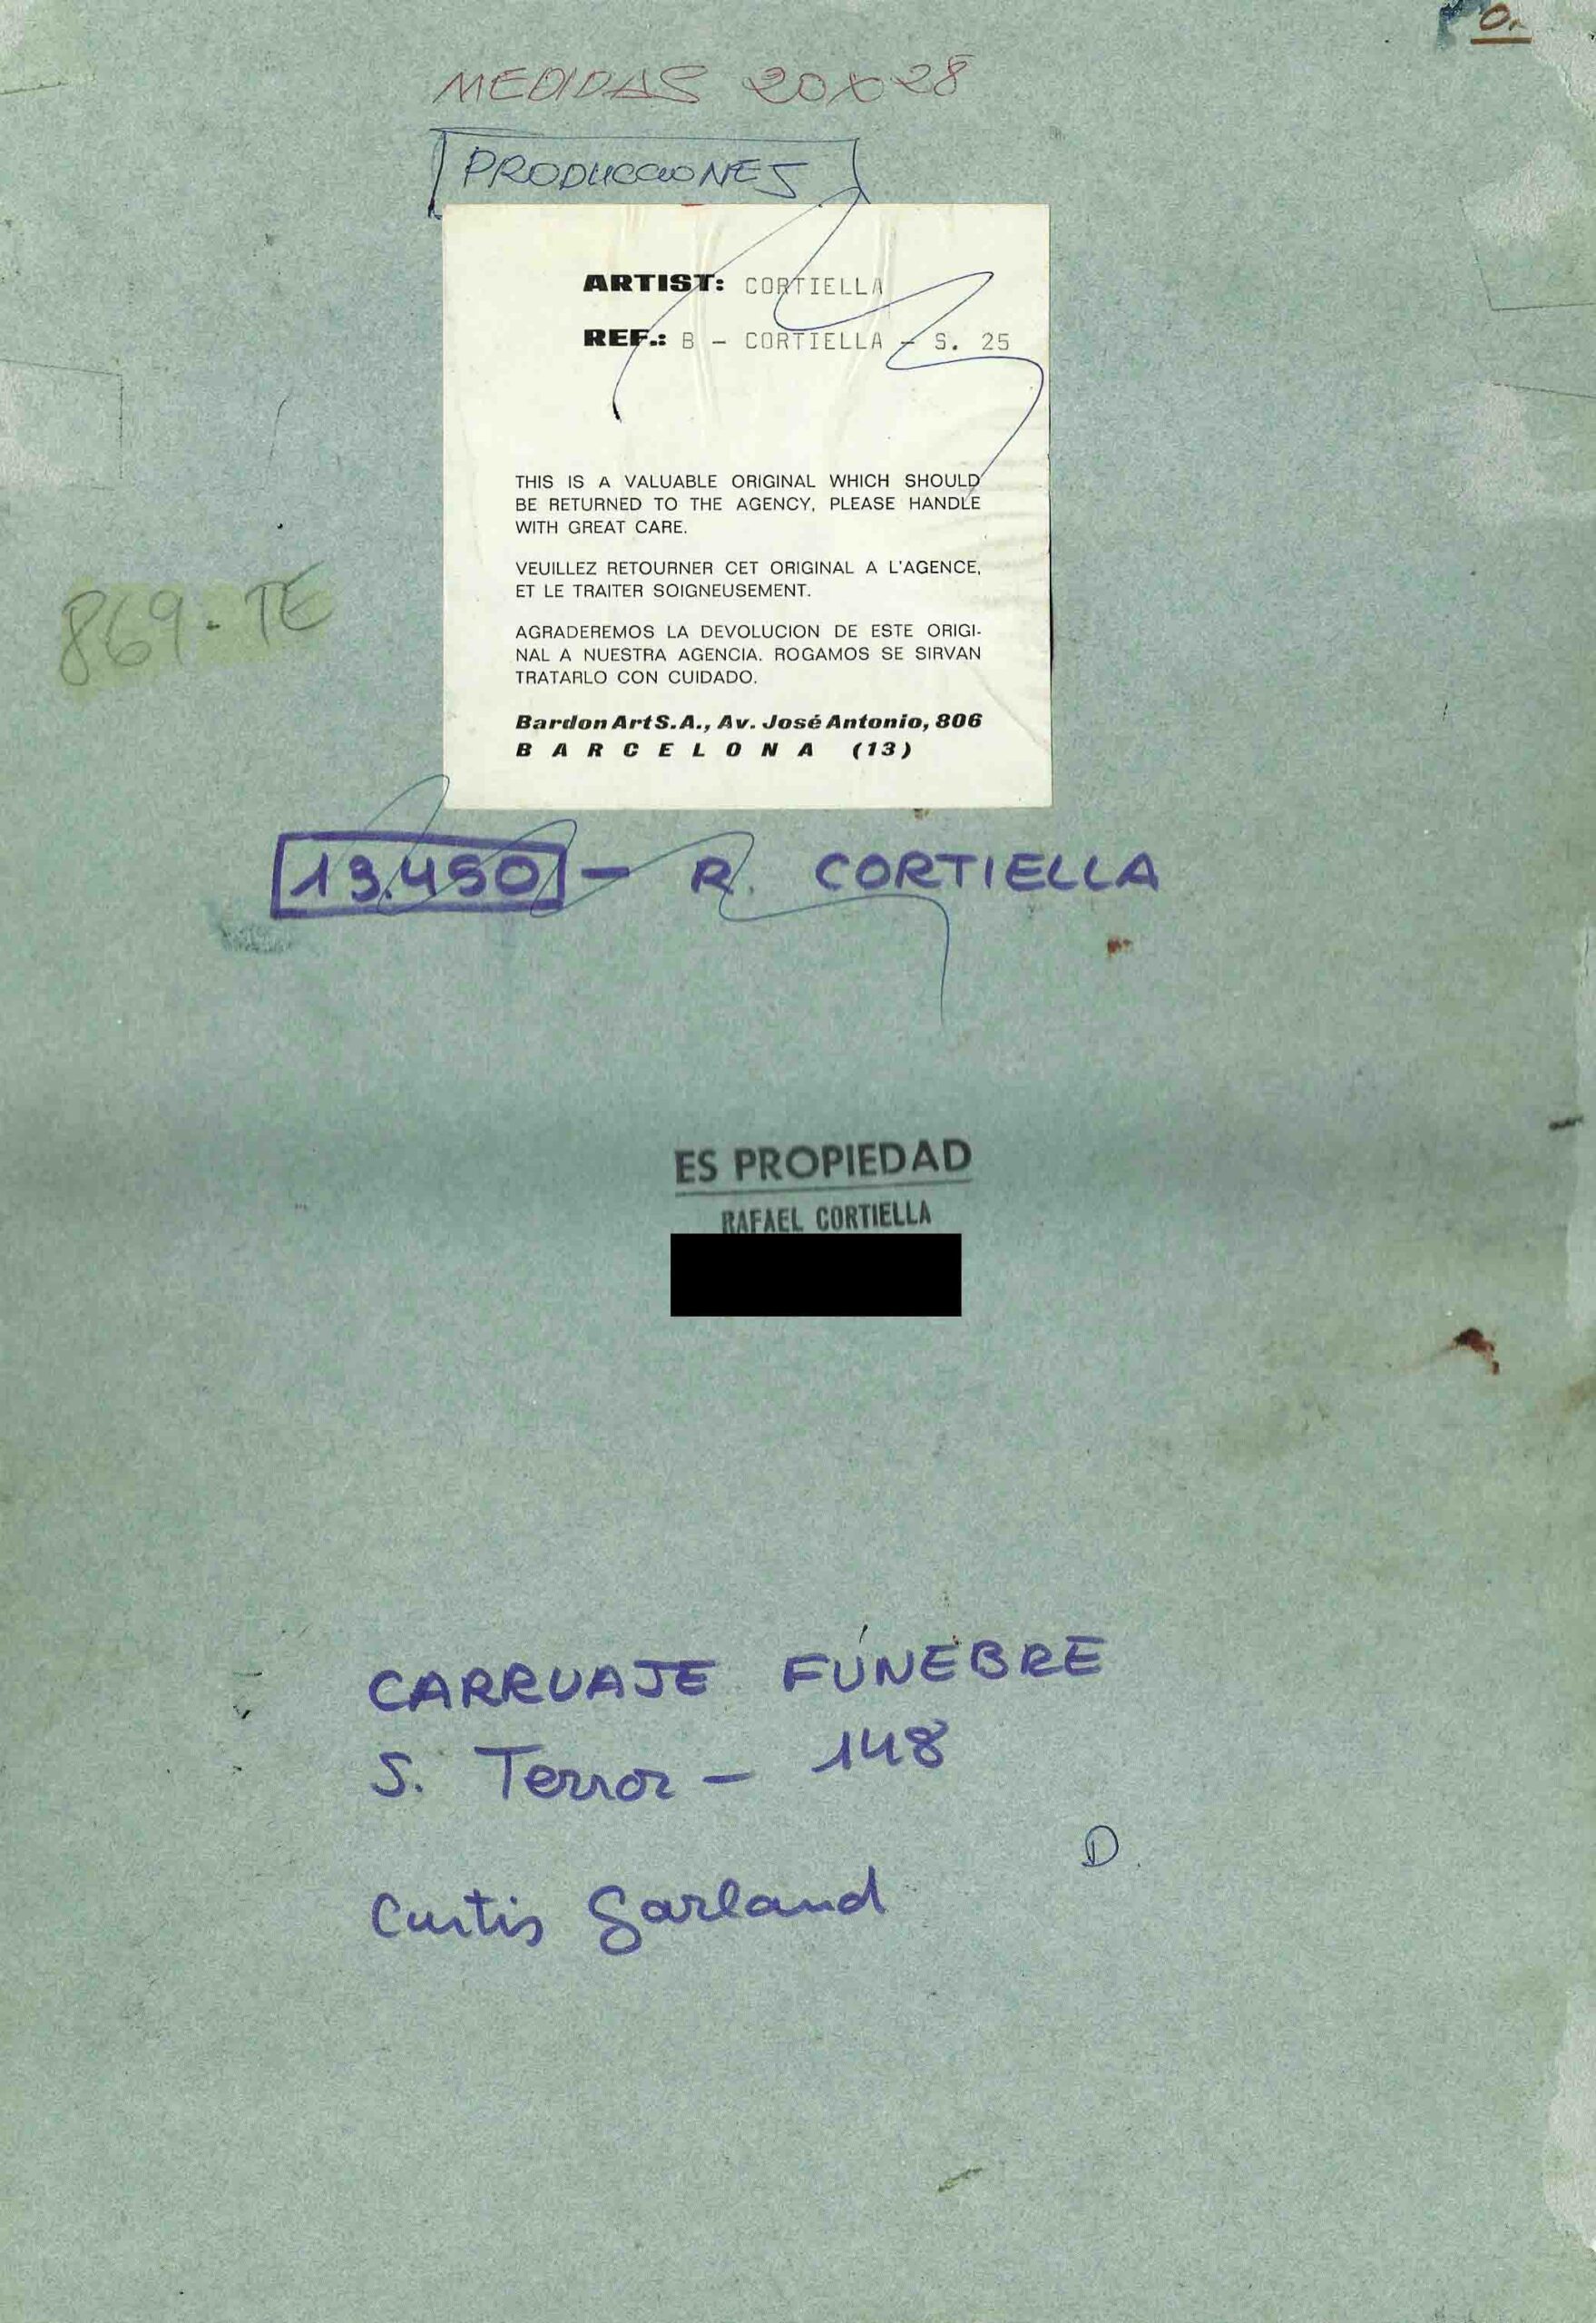 MEDIDAS 20X28
PRODUCCIONES
ARTIST: CORTIELLA
REF.: B - CORTIELLA - S. 25
THIS IS A VALUABLE ORIGINAL WHICH SHOULD
BE RETURNED TO THE AGENCY, PLEASE HANDLE
WITH GREAT CARE.
VEUILLEZ RETOURNER CET ORIGINAL A L'AGENCE,
ET LE TRAITER SOIGNEUSEMENT.
AGRADEREMOS LA DEVOLUCION DE ESTE ORIGI-
NAL A NUESTRA AGENCIA. ROGAMOS SE SIRVAN
TRATARLO CON CUIDADO.
Bardon Art S.A., Av. José Antonio, 806
BARCELONA (13)
869-TE
13.450 - R. CORTIELLA
ES PROPIEDAD
RAFAEL CORTIELLA
CARRUAJE FÚNEBRE
S. Terror - 148
D.
Curtis Garland